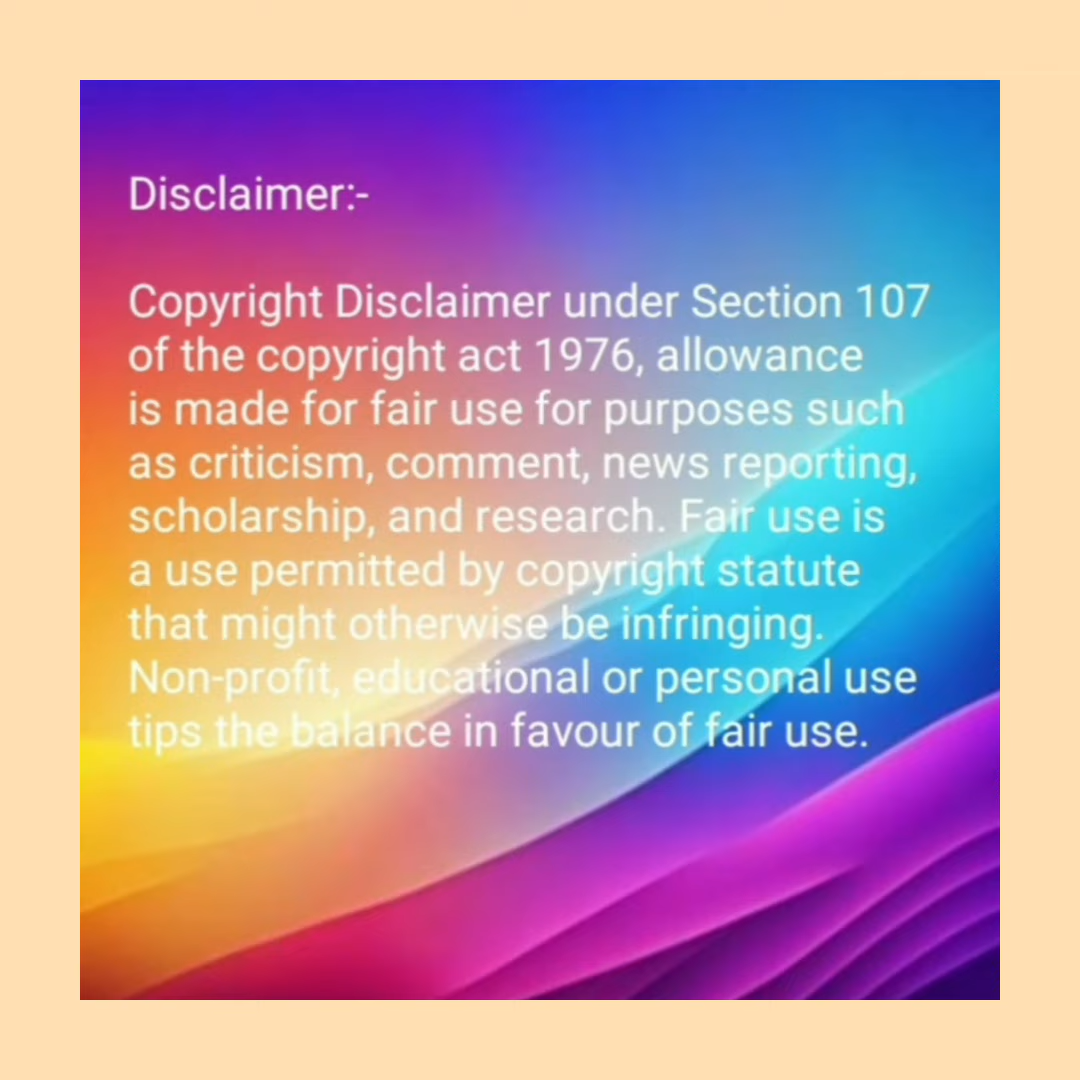 Disclaimer:-
Copyright Disclaimer under Section 107
of the copyright act 1976, allowance
is made for fair use for purposes such
as criticism, comment, news reporting,
scholarship, and research. Fair use is
a use permitted by copyright statute
that might otherwise be infringing.
Non-profit, educational or personal use
tips the balance in favour of fair use.